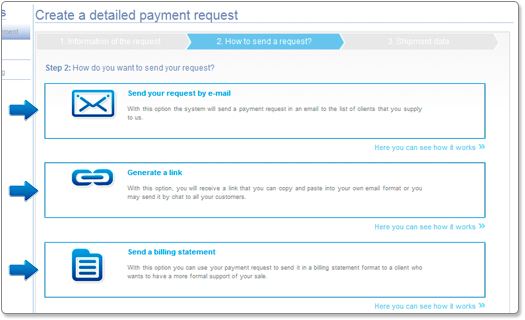 Create a detailed payment request
1. Information of the request
2. How to send a request?
3. Shipment data
Step 2: How do you want to send your request?
Send your request by e-mail
With this option the system will send a payment request in an email to the list of clients that you supply
to us.
Here you can see how it works »
Generate a link
With this option, you will receive a link that you can copy and paste into your own email format or you
may send it by chat to all your customers.
Here you can see how it works »
Send a billing statement
With this option you can use your payment request to send it in a billing statement format to a client who
wants to have a more formal support of your sale.
Here you can see how it works »